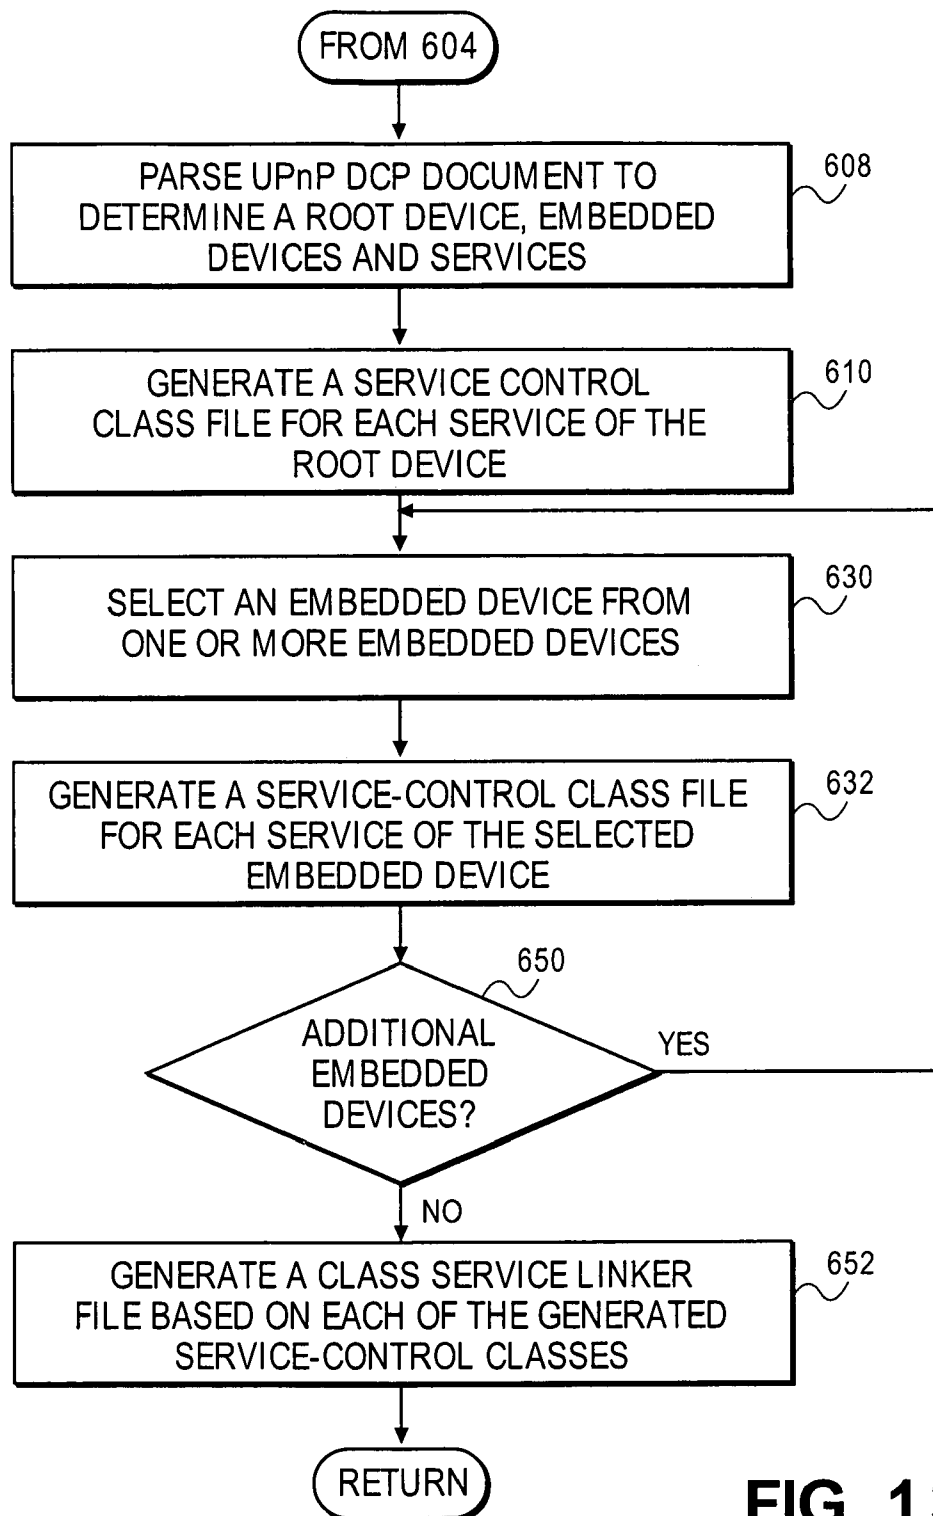 FROM 604
PARSE UPnP DCP DOCUMENT TO
DETERMINE A ROOT DEVICE, EMBEDDED
DEVICES AND SERVICES
608
GENERATE A SERVICE CONTROL
CLASS FILE FOR EACH SERVICE OF THE
ROOT DEVICE
610
SELECT AN EMBEDDED DEVICE FROM
ONE OR MORE EMBEDDED DEVICES
630
GENERATE A SERVICE-CONTROL CLASS FILE
FOR EACH SERVICE OF THE SELECTED
EMBEDDED DEVICE
632
650
ADDITIONAL
EMBEDDED
DEVICES?
YES
NO
GENERATE A CLASS SERVICE LINKER
FILE BASED ON EACH OF THE GENERATED
SERVICE-CONTROL CLASSES
652
RETURN
FIG. 1